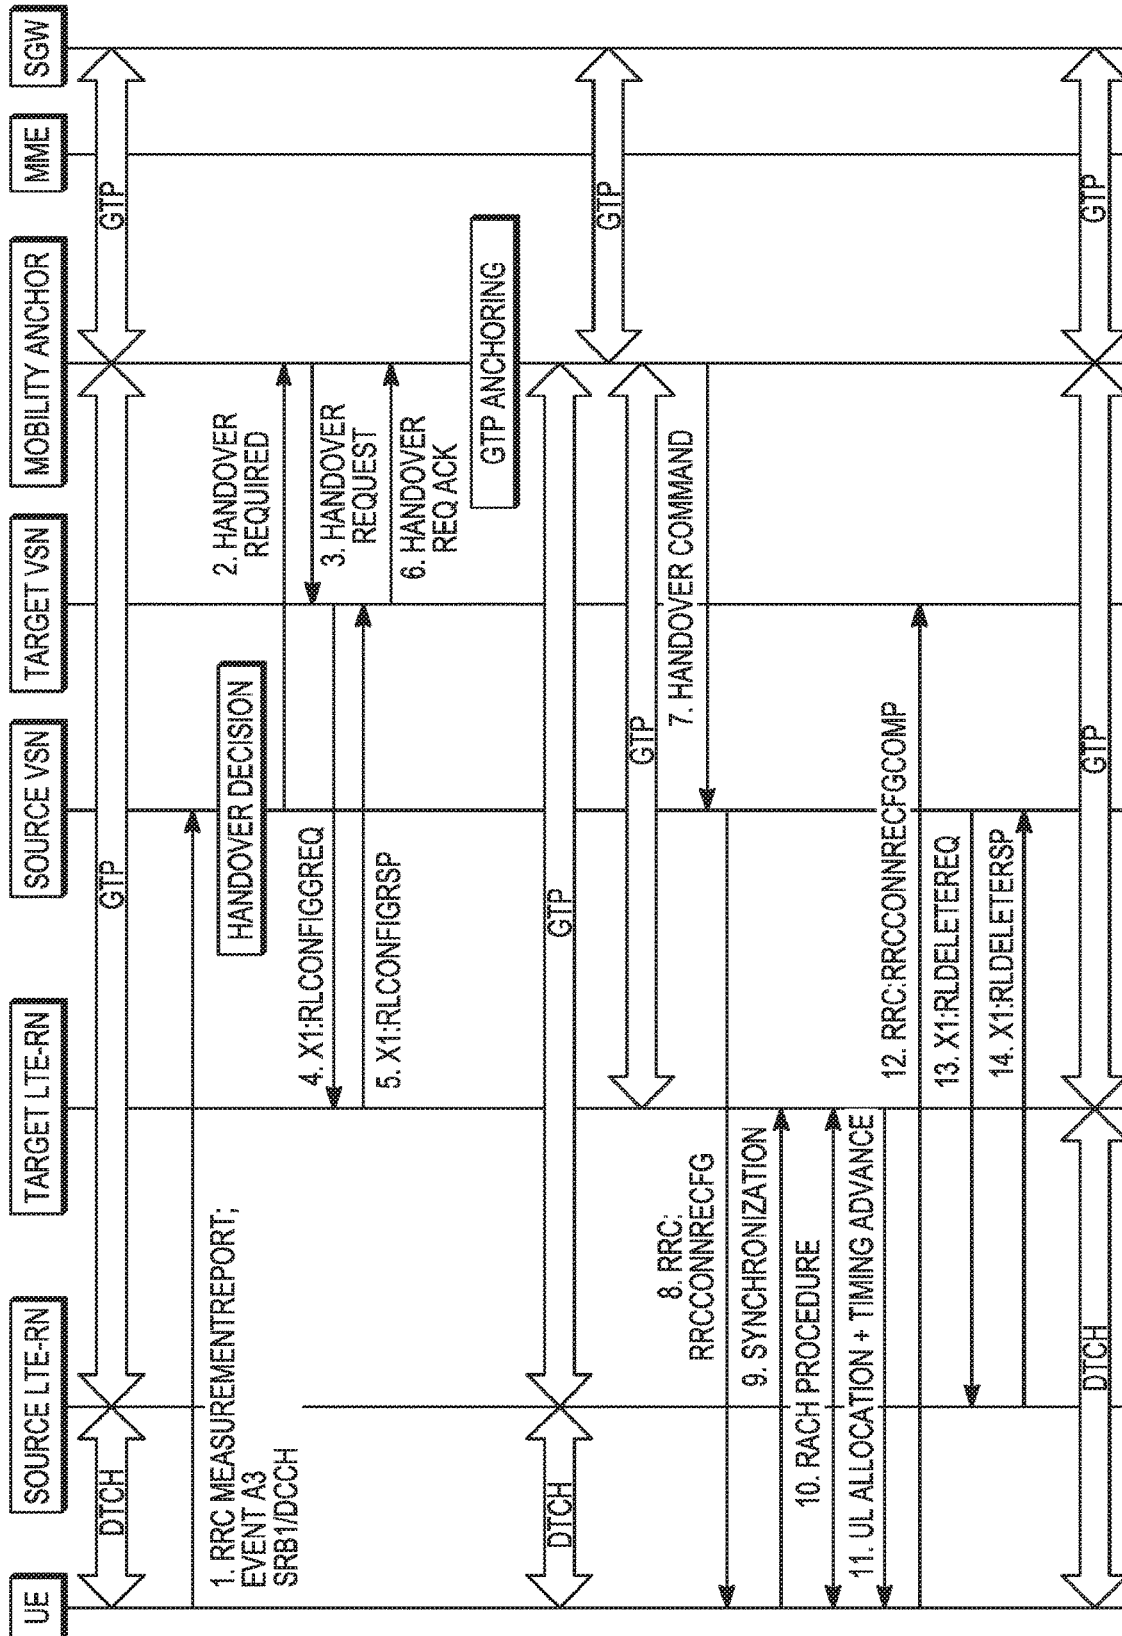 UE
SOURCE LTE-RN
TARGET LTE-RN
SOURCE VSN
TARGET VSN
MOBILITY ANCHOR
MME
SGW
DTCH
GTP
GTP
1. RRC MEASUREMENTREPORT;
EVENT A3
SRB1/DCCH
HANDOVER DECISION
2. HANDOVER
REQUIRED
3. HANDOVER
REQUEST
4. X1:RLCONFIGGREQ
5. X1:RLCONFIGRSP
6. HANDOVER
REQ ACK
GTP ANCHORING
DTCH
GTP
GTP
GTP
7. HANDOVER COMMAND
8. RRC:
RRCCONNRECFG
9. SYNCHRONIZATION
10. RACH PROCEDURE
11. UL ALLOCATION + TIMING ADVANCE
12. RRC:RRCCONNRECFGCOMP
13. X1:RLDELETEREQ
14. X1:RLDELETERSP
DTCH
GTP
GTP